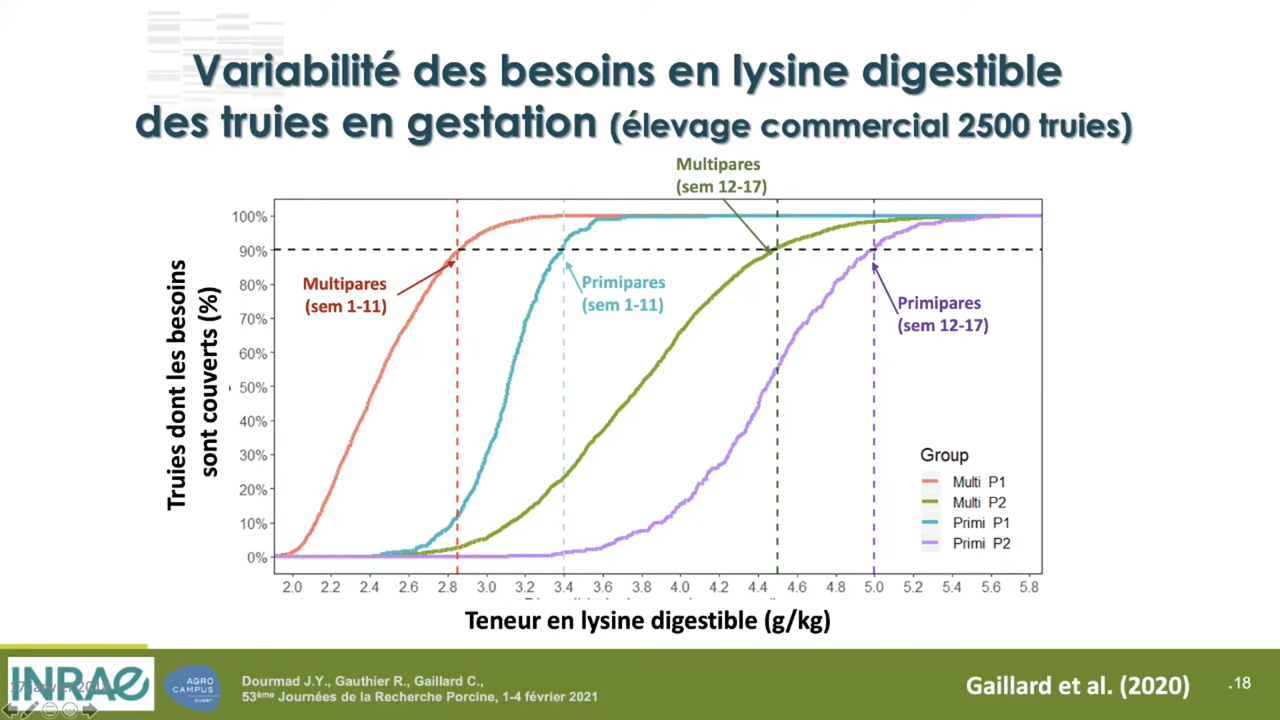 Variabilité des besoins en lysine digestible
des truies en gestation (élevage commercial 2500 truies)
Multipares
(sem 12-17)
100%
90%
80%
70%
60%
50%
40%
30%
20%
10%
0%
Truies dont les besoins
sont couverts (%)
Multipares
(sem 1-11)
Primipares
(sem 1-11)
Primipares
(sem 12-17)
Group
Multi P1
Multi P2
Primi P1
Primi P2
2.0 2.2 2.4 2.6 2.8 3.0 3.2 3.4 3.6 3.8 4.0 4.2 4.4 4.6 4.8 5.0 5.2 5.4 5.6 5.8
Teneur en lysine digestible (g/kg)
INRAE
AGRO
CAMPUS
Dourmad J.Y., Gauthier R., Gaillard C.,
53ème Journées de la Recherche Porcine, 1-4 février 2021
Gaillard et al. (2020)
.18